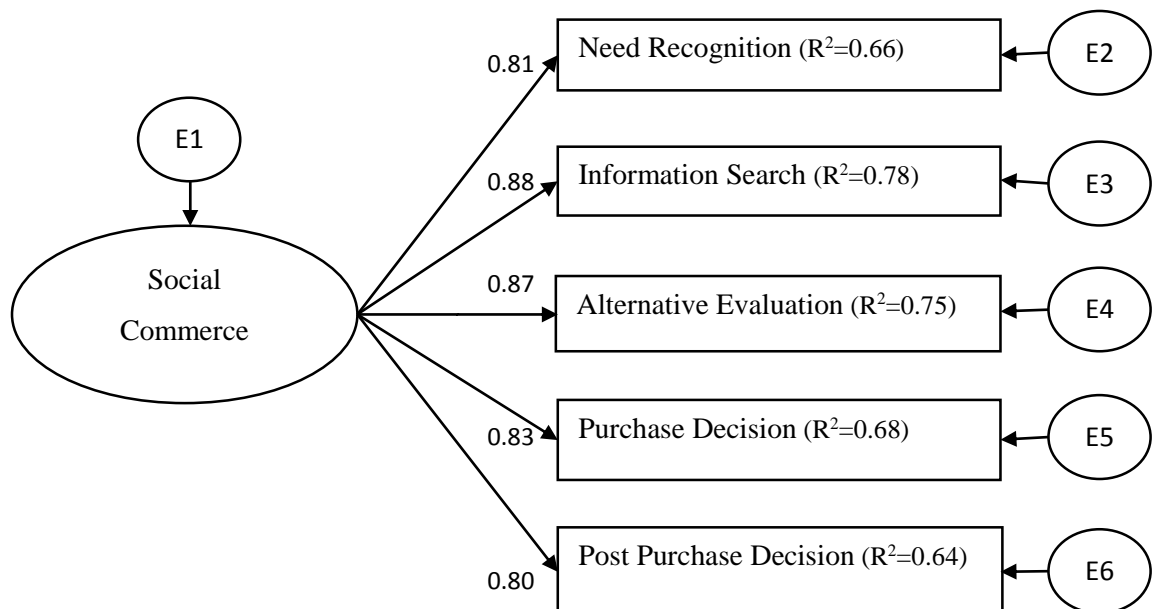 0.81
Need Recognition (R²=0.66)
E2
E1
0.88
Information Search (R²=0.78)
E3
Social
Commerce
0.87
Alternative Evaluation (R²=0.75)
E4
0.83
Purchase Decision (R²=0.68)
E5
0.80
Post Purchase Decision (R²=0.64)
E6